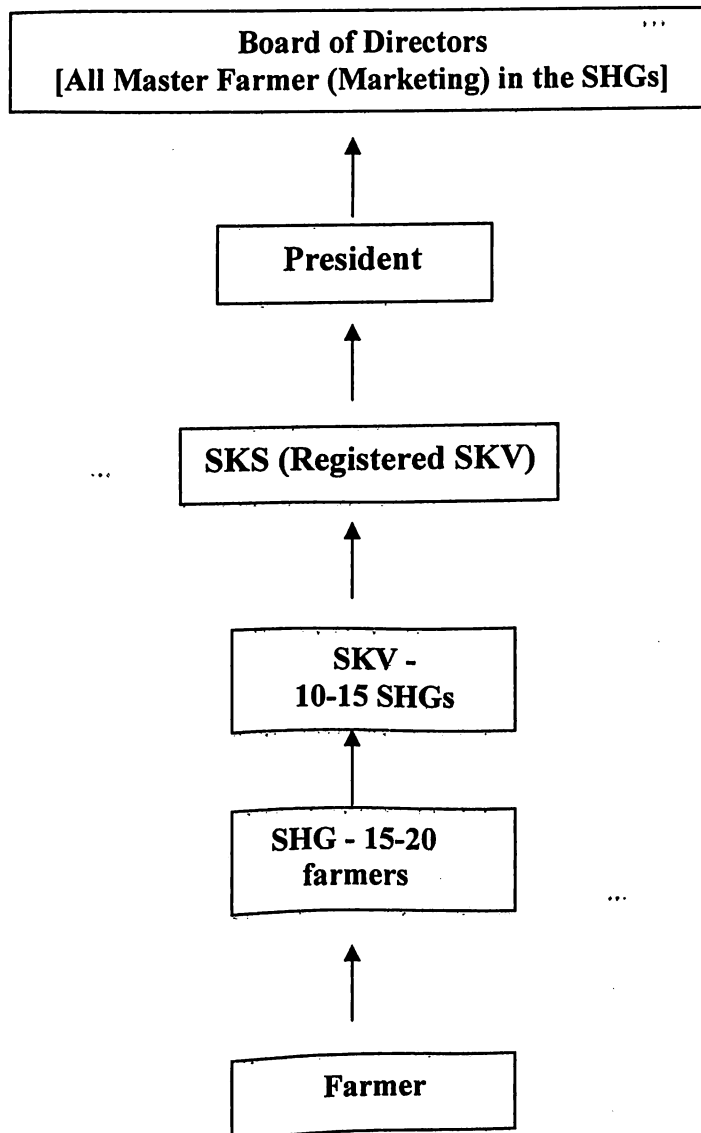 Board of Directors
[All Master Farmer (Marketing) in the SHGs]
President
SKS (Registered SKV)
SKV -
10-15 SHGs
SHG - 15-20
farmers
Farmer